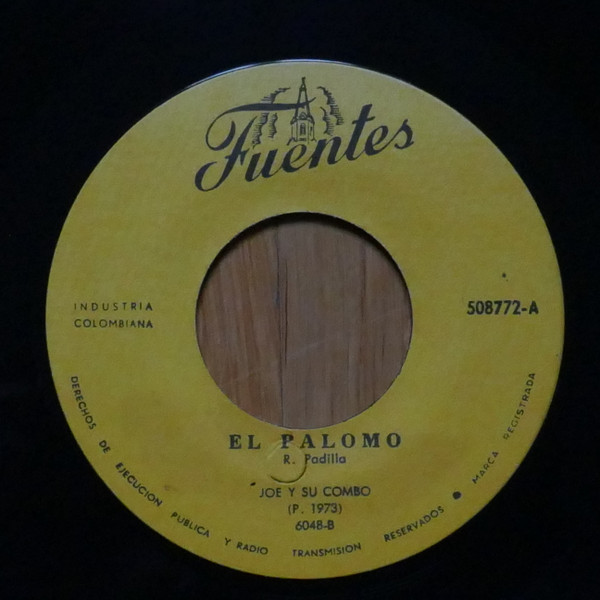 Fuentes
INDUSTRIA
COLOMBIANA
508772-A
EL PALOMO
R. Padilla
JOE Y SU COMBO
(P. 1973)
6048-B
DERECHOS DE EJECUCION PUBLICA Y RADIO TRANSMISION RESERVADOS ● MARCA REGISTRADA